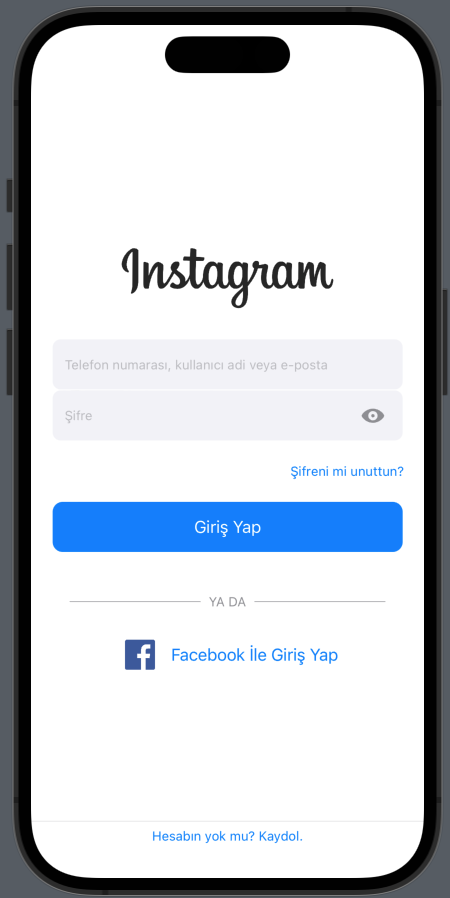 Instagram
Telefon numarası, kullanıcı adi veya e-posta
Şifre
Şifreni mi unuttun?
Giriş Yap
YA DA
Facebook İle Giriş Yap
Hesabın yok mu? Kaydol.